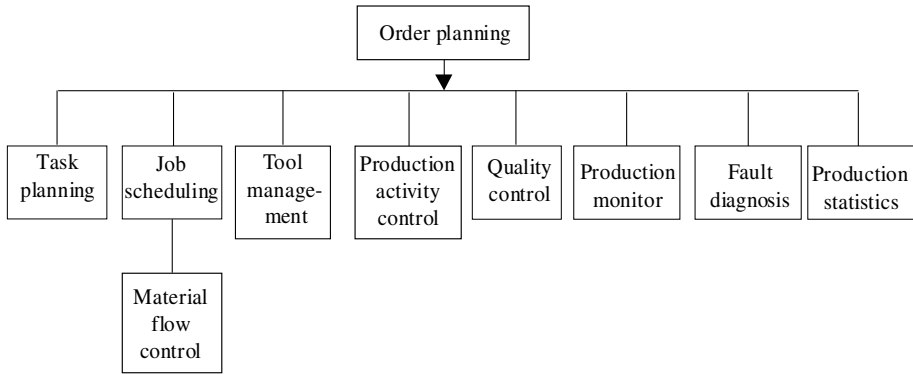 Order planning
Task
planning
Job
scheduling
Tool
manage-
ment
Production
activity
control
Quality
control
Production
monitor
Fault
diagnosis
Production
statistics
Material
flow
control